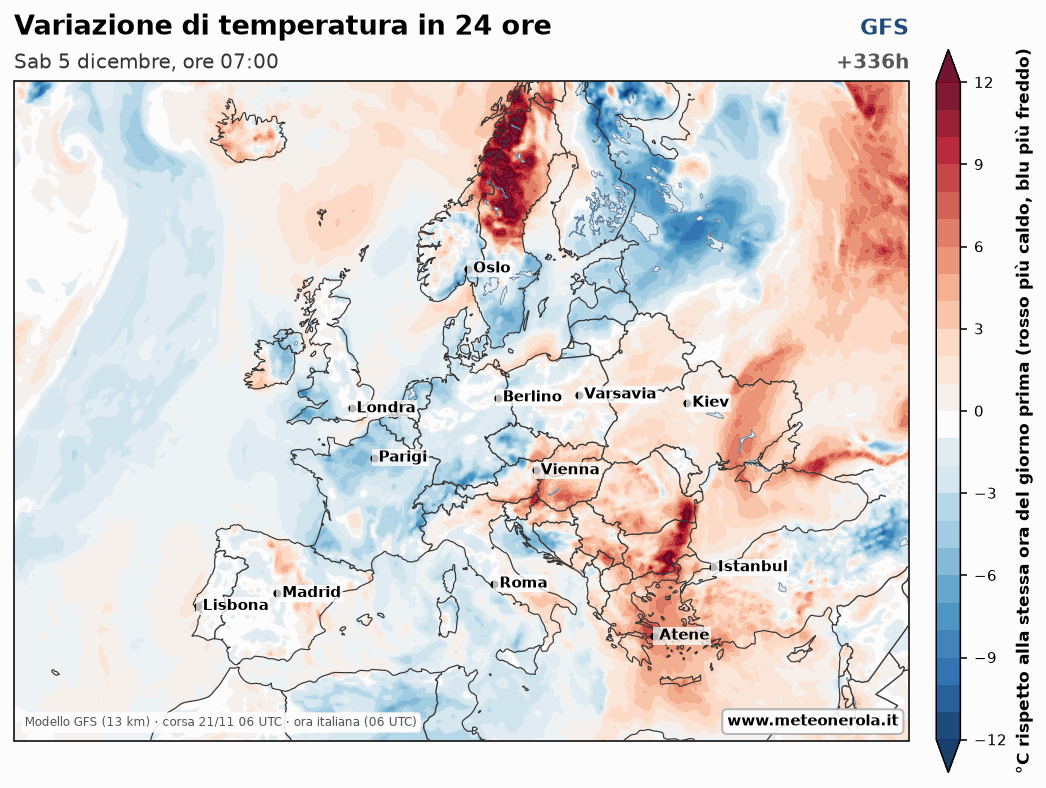 Variazione di temperatura in 24 ore
GFS
Sab 5 dicembre, ore 07:00
+336h
Oslo
Londra
Berlino
Varsavia
Kiev
Parigi
Vienna
Istanbul
Roma
Madrid
Lisbona
Atene
Modello GFS (13 km) · corsa 21/11 06 UTC · ora italiana (06 UTC)
www.meteonerola.it
12
9
6
3
0
−3
−6
−9
−12
°C rispetto alla stessa ora del giorno prima (rosso più caldo, blu più freddo)